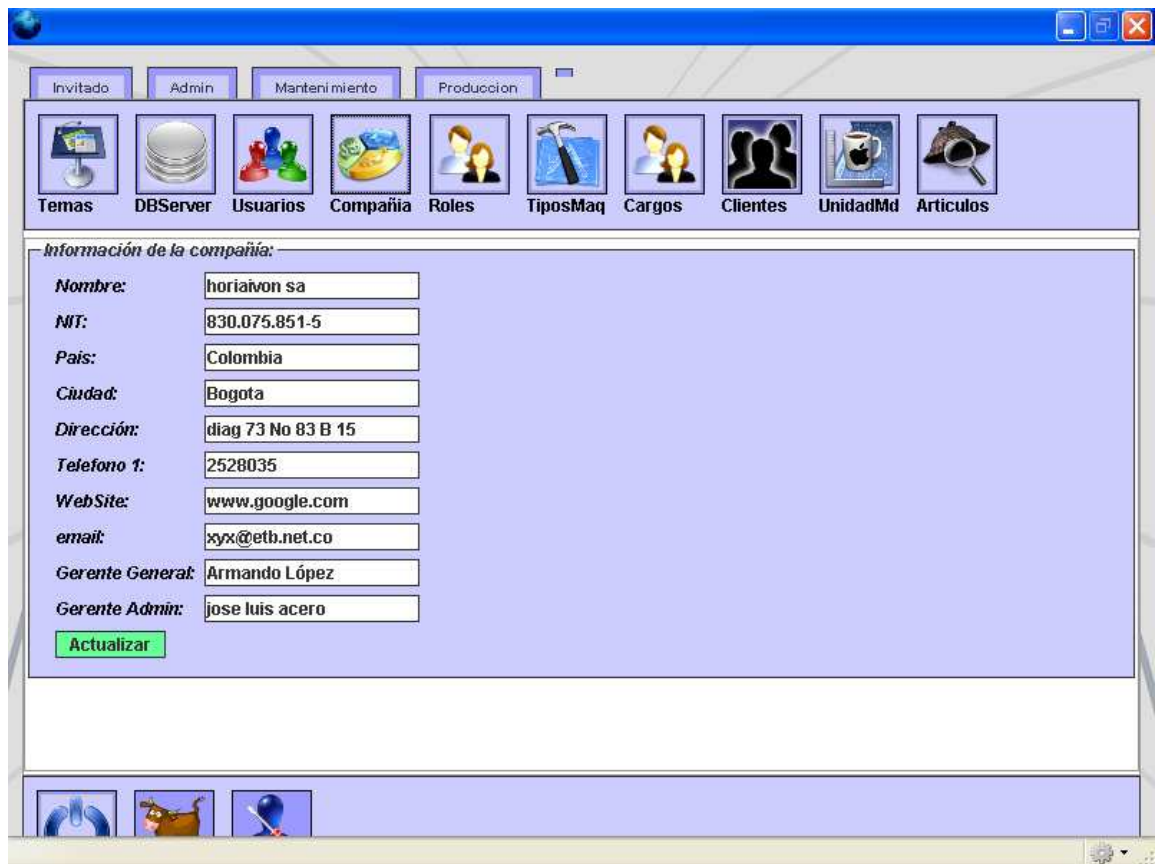 Invitado Admin Mantenimiento Produccion
Temas DBServer Usuarios Compañia Roles TiposMaq Cargos Clientes UnidadMd Articulos
Información de la compañía:
Nombre: horiaivon sa
NIT: 830.075.851-5
Pais: Colombia
Ciudad: Bogota
Dirección: diag 73 No 83 B 15
Telefono 1: 2528035
WebSite: www.google.com
email: xyx@etb.net.co
Gerente General: Armando López
Gerente Admin: jose luis acero
Actualizar